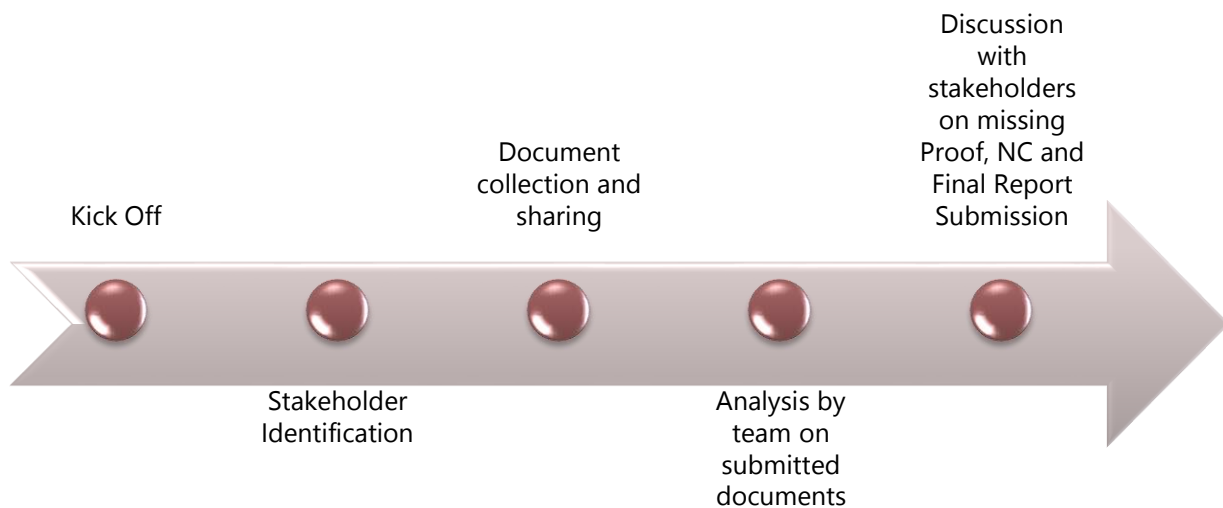 Kick Off
Stakeholder
Identification
Document
collection and
sharing
Analysis by
team on
submitted
documents
Discussion
with
stakeholders
on missing
Proof, NC and
Final Report
Submission